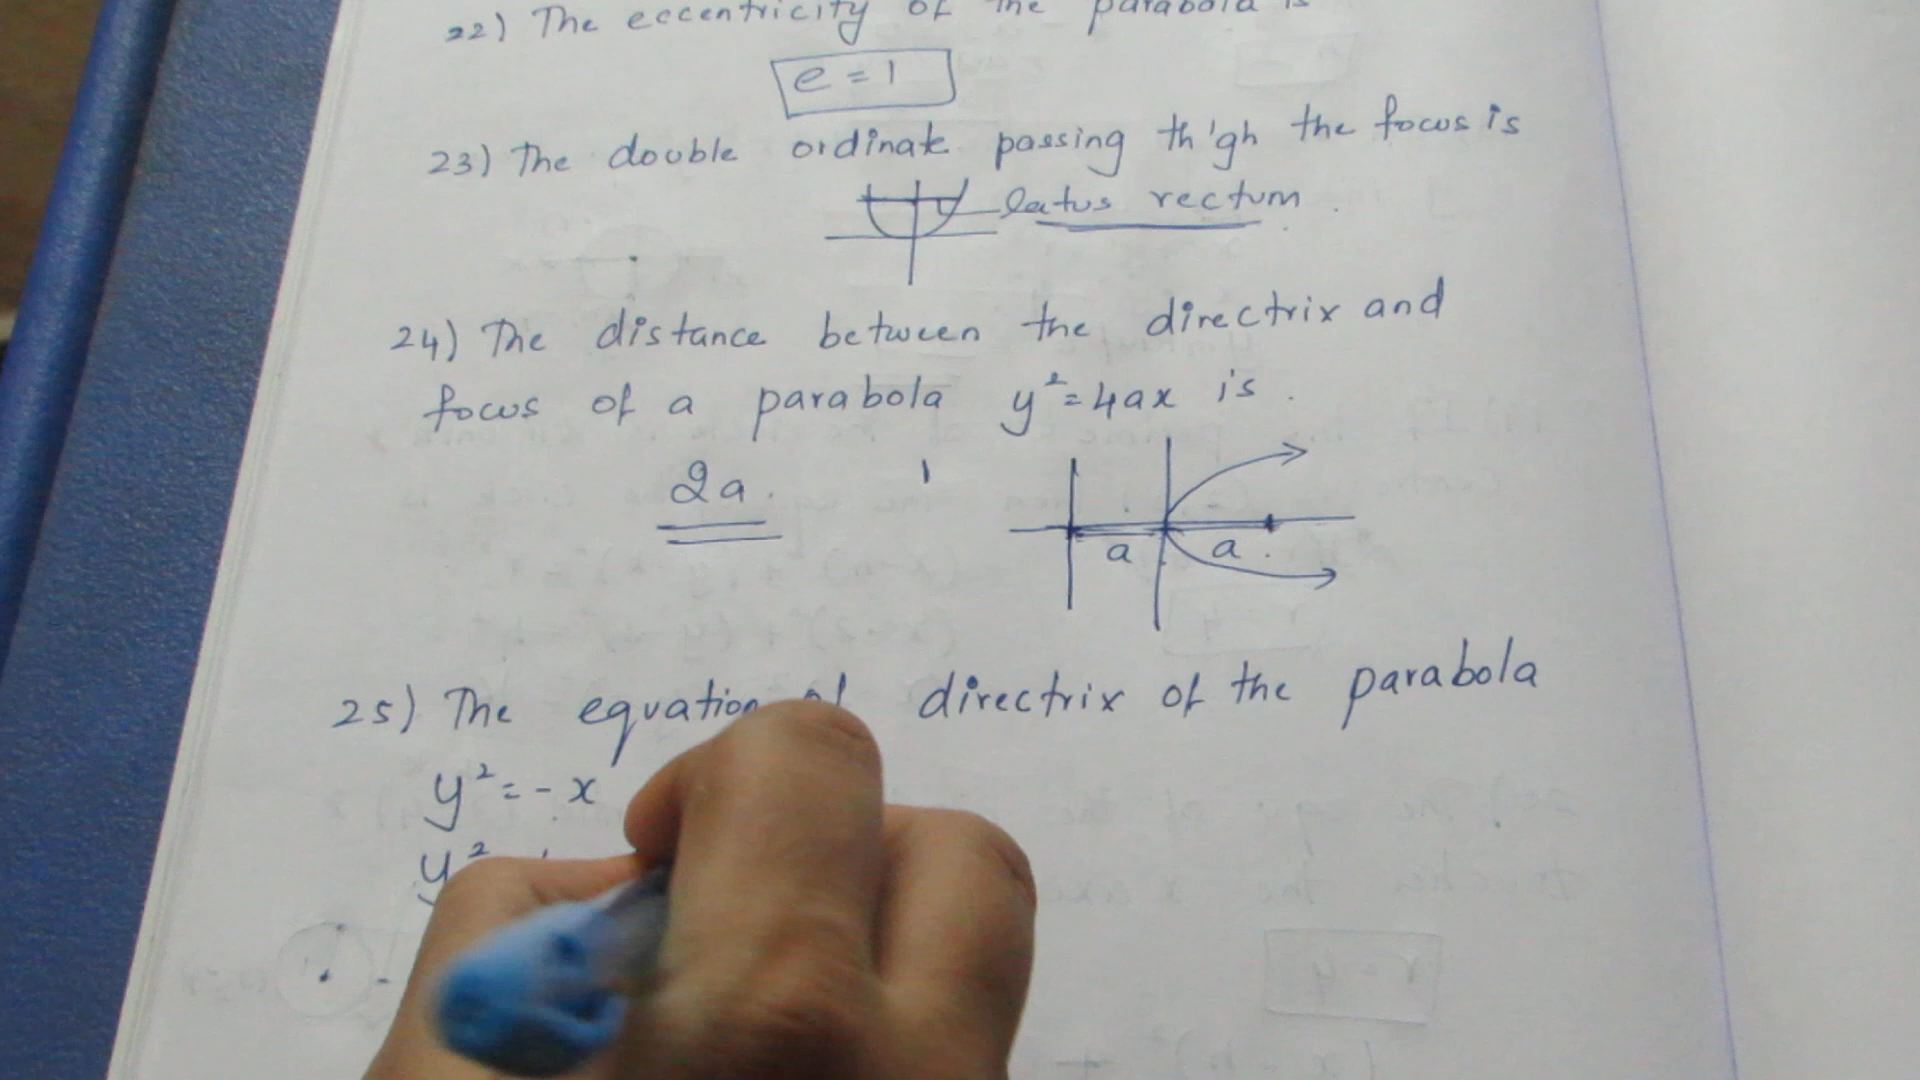 22) The eccentricity of the parabola is
e = 1
23) The double ordinate passing th'gh the focus is
latus rectum.
24) The distance between the directrix and
focus of a parabola y² = 4ax is.
2a.
a a.
25) The equation of directrix of the parabola
y² = - x
y²